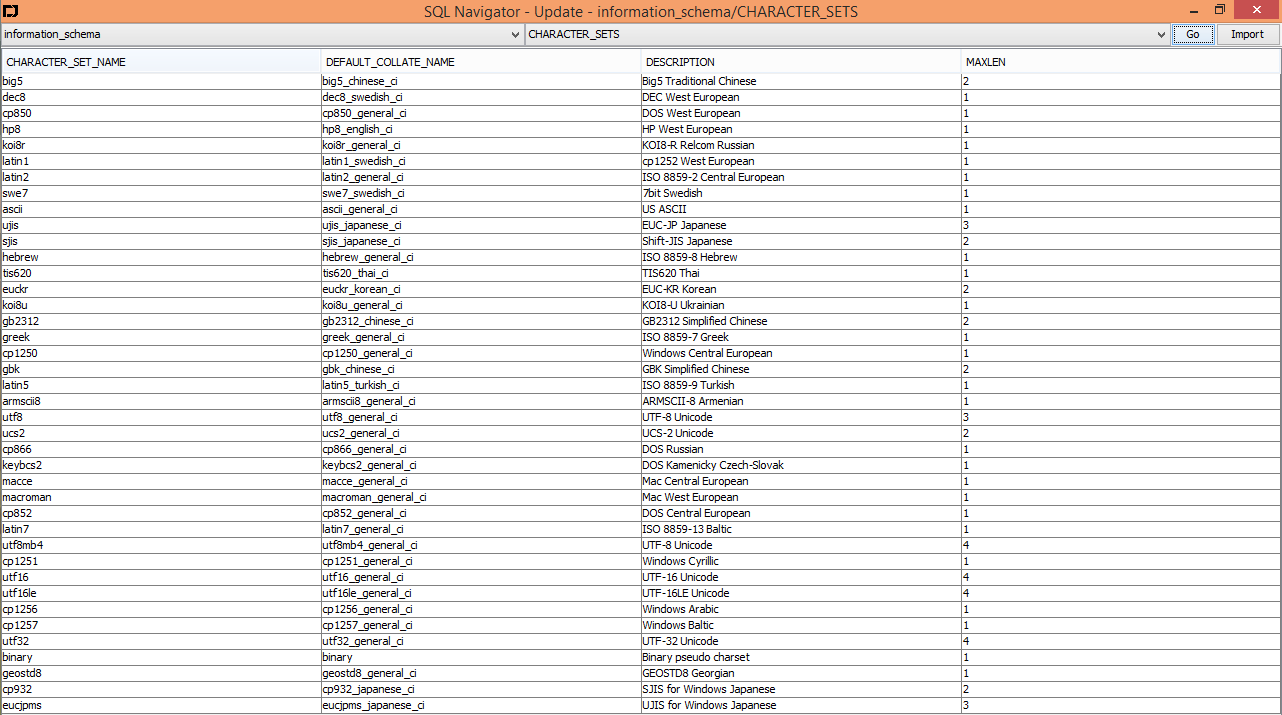 SQL Navigator - Update - information_schema/CHARACTER_SETS
information_schema CHARACTER_SETS Go Import
CHARACTER_SET_NAME DEFAULT_COLLATE_NAME DESCRIPTION MAXLEN
big5 big5_chinese_ci Big5 Traditional Chinese 2
dec8 dec8_swedish_ci DEC West European 1
cp850 cp850_general_ci DOS West European 1
hp8 hp8_english_ci HP West European 1
koi8r koi8r_general_ci KOI8-R Relcom Russian 1
latin1 latin1_swedish_ci cp1252 West European 1
latin2 latin2_general_ci ISO 8859-2 Central European 1
swe7 swe7_swedish_ci 7bit Swedish 1
ascii ascii_general_ci US ASCII 1
ujis ujis_japanese_ci EUC-JP Japanese 3
sjis sjis_japanese_ci Shift-JIS Japanese 2
hebrew hebrew_general_ci ISO 8859-8 Hebrew 1
tis620 tis620_thai_ci TIS620 Thai 1
euckr euckr_korean_ci EUC-KR Korean 2
koi8u koi8u_general_ci KOI8-U Ukrainian 1
gb2312 gb2312_chinese_ci GB2312 Simplified Chinese 2
greek greek_general_ci ISO 8859-7 Greek 1
cp1250 cp1250_general_ci Windows Central European 1
gbk gbk_chinese_ci GBK Simplified Chinese 2
latin5 latin5_turkish_ci ISO 8859-9 Turkish 1
armscii8 armscii8_general_ci ARMSCII-8 Armenian 1
utf8 utf8_general_ci UTF-8 Unicode 3
ucs2 ucs2_general_ci UCS-2 Unicode 2
cp866 cp866_general_ci DOS Russian 1
keybcs2 keybcs2_general_ci DOS Kamenicky Czech-Slovak 1
macce macce_general_ci Mac Central European 1
macroman macroman_general_ci Mac West European 1
cp852 cp852_general_ci DOS Central European 1
latin7 latin7_general_ci ISO 8859-13 Baltic 1
utf8mb4 utf8mb4_general_ci UTF-8 Unicode 4
cp1251 cp1251_general_ci Windows Cyrillic 1
utf16 utf16_general_ci UTF-16 Unicode 4
utf16le utf16le_general_ci UTF-16LE Unicode 4
cp1256 cp1256_general_ci Windows Arabic 1
cp1257 cp1257_general_ci Windows Baltic 1
utf32 utf32_general_ci UTF-32 Unicode 4
binary binary Binary pseudo charset 1
geostd8 geostd8_general_ci GEOSTD8 Georgian 1
cp932 cp932_japanese_ci SJIS for Windows Japanese 2
eucjpms eucjpms_japanese_ci UJIS for Windows Japanese 3